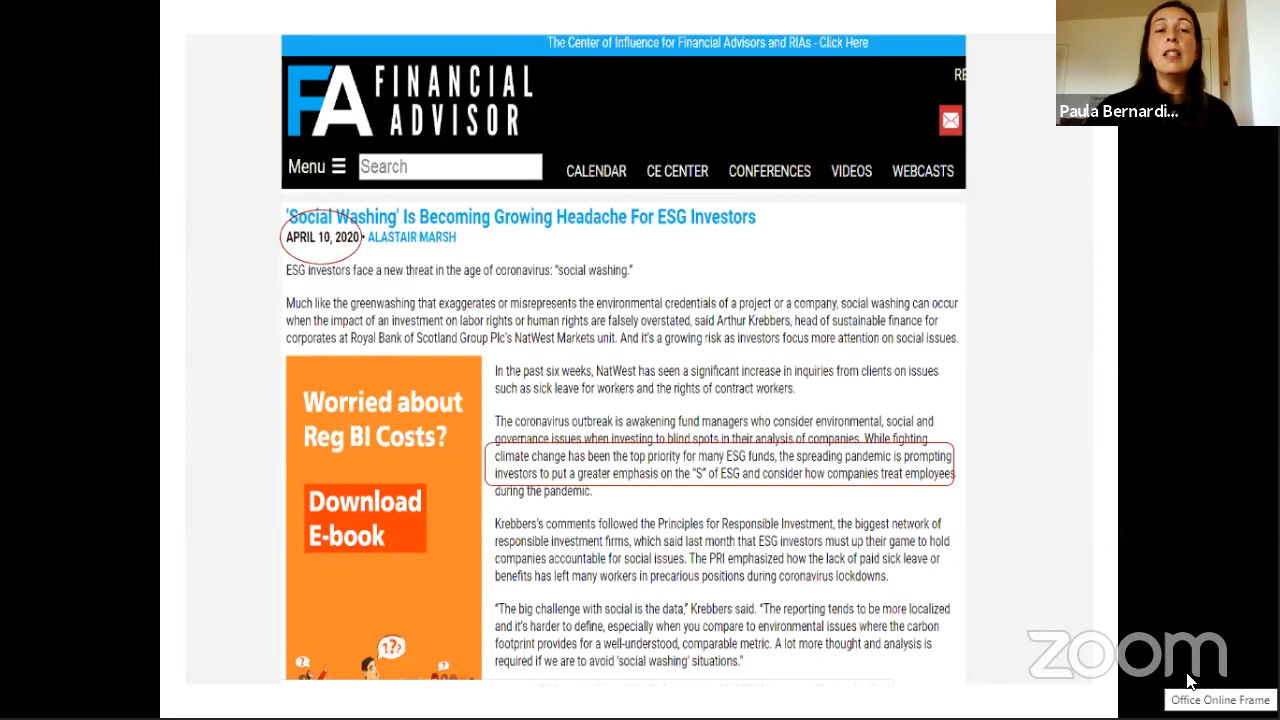 The Center of Influence for Financial Advisors and RIAs - Click Here
FA FINANCIAL
ADVISOR
RE
Menu
Search
CALENDAR CE CENTER CONFERENCES VIDEOS WEBCASTS
Paula Bernardi...
'Social Washing' Is Becoming Growing Headache For ESG Investors
APRIL 10, 2020 • ALASTAIR MARSH
ESG investors face a new threat in the age of coronavirus: “social washing.”
Much like the greenwashing that exaggerates or misrepresents the environmental credentials of a project or a company, social washing can occur
when the impact of an investment on labor rights or human rights are falsely overstated, said Arthur Krebbers, head of sustainable finance for
corporates at Royal Bank of Scotland Group Plc's NatWest Markets unit. And it's a growing risk as investors focus more attention on social issues.
Worried about
Reg BI Costs?
Download
E-book
???
?
?
In the past six weeks, NatWest has seen a significant increase in inquiries from clients on issues
such as sick leave for workers and the rights of contract workers.
The coronavirus outbreak is awakening fund managers who consider environmental, social and
governance issues when investing to blind spots in their analysis of companies. While fighting
climate change has been the top priority for many ESG funds, the spreading pandemic is prompting
investors to put a greater emphasis on the “S” of ESG and consider how companies treat employees
during the pandemic.
Krebbers's comments followed the Principles for Responsible Investment, the biggest network of
responsible investment firms, which said last month that ESG investors must up their game to hold
companies accountable for social issues. The PRI emphasized how the lack of paid sick leave or
benefits has left many workers in precarious positions during coronavirus lockdowns.
“The big challenge with social is the data,” Krebbers said. “The reporting tends to be more localized
and it's harder to define, especially when you compare to environmental issues where the carbon
footprint provides for a well-understood, comparable metric. A lot more thought and analysis is
required if we are to avoid 'social washing' situations.”
zoom
Office Online Frame